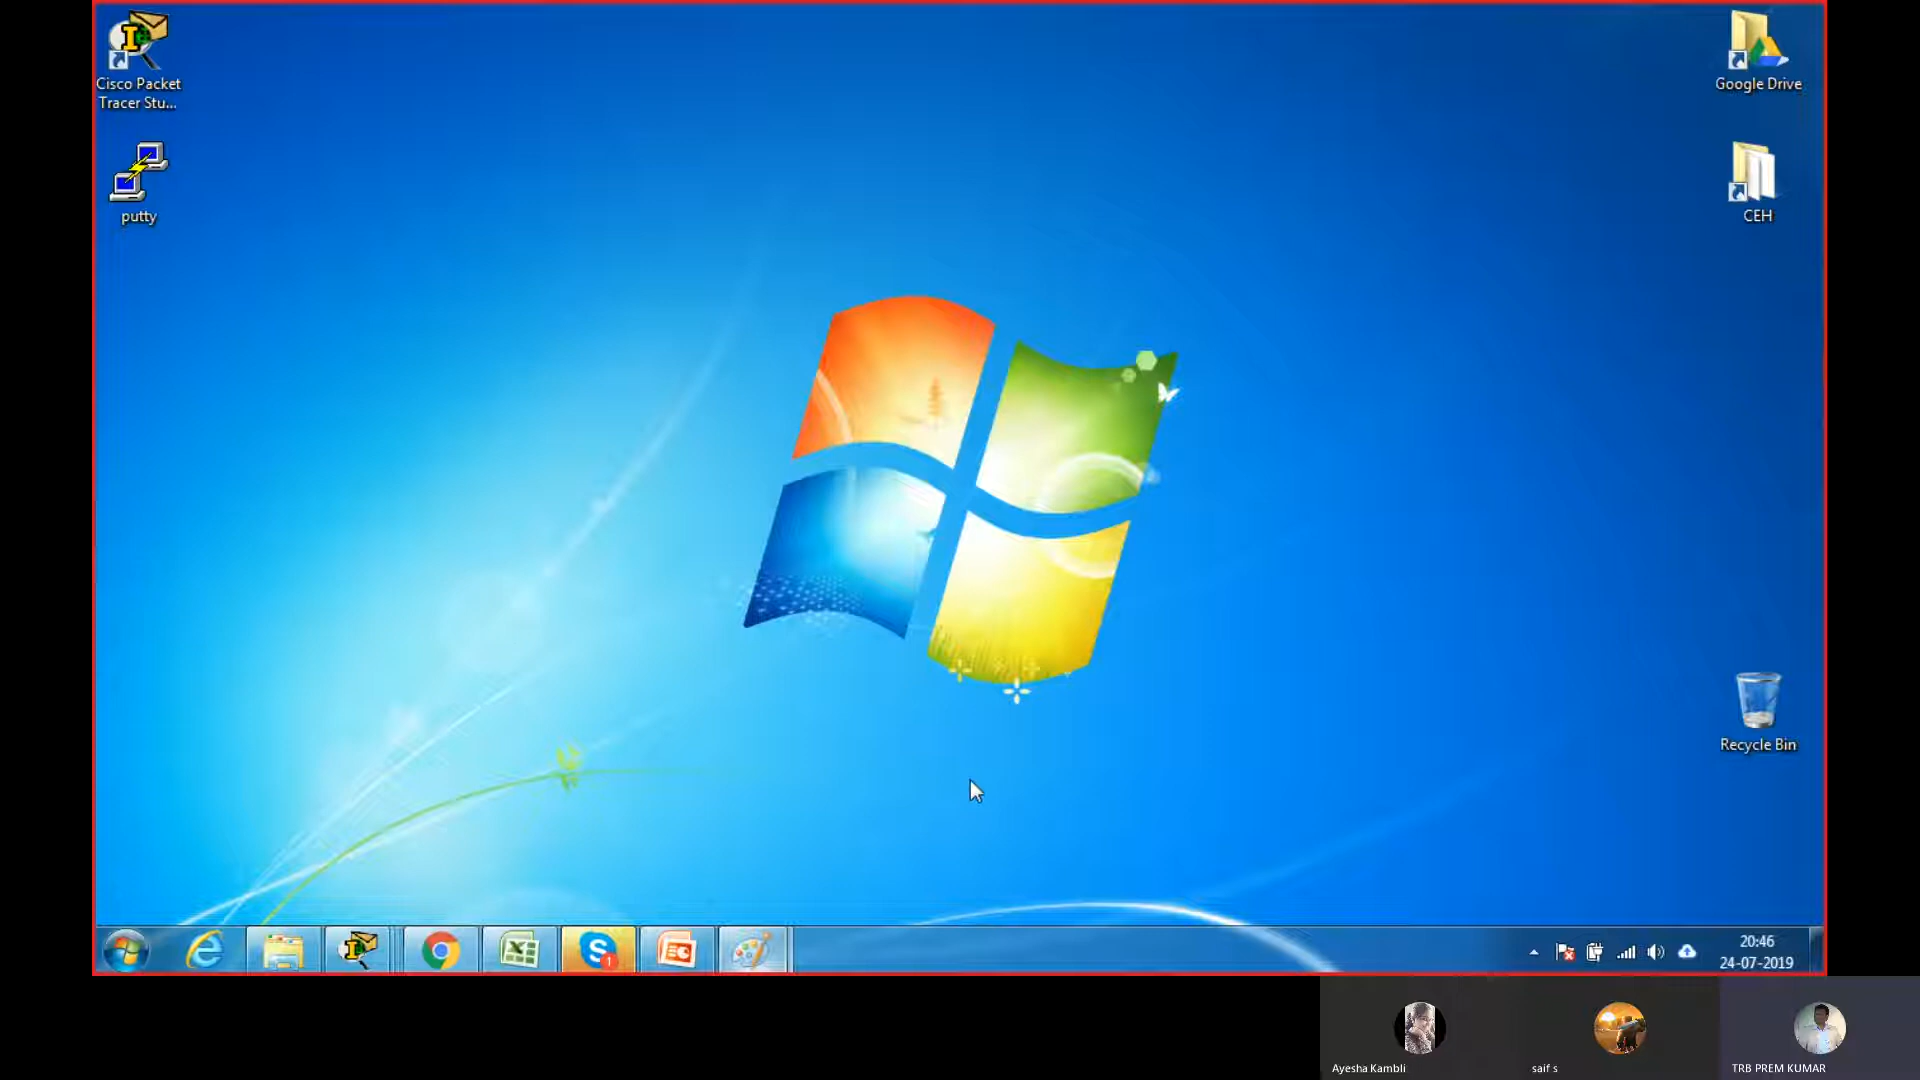 Cisco Packet
Tracer Stu...
putty
Google Drive
CEH
Recycle Bin
1
20:46
24-07-2019
Ayesha Kambli
saif s
TRB PREM KUMAR